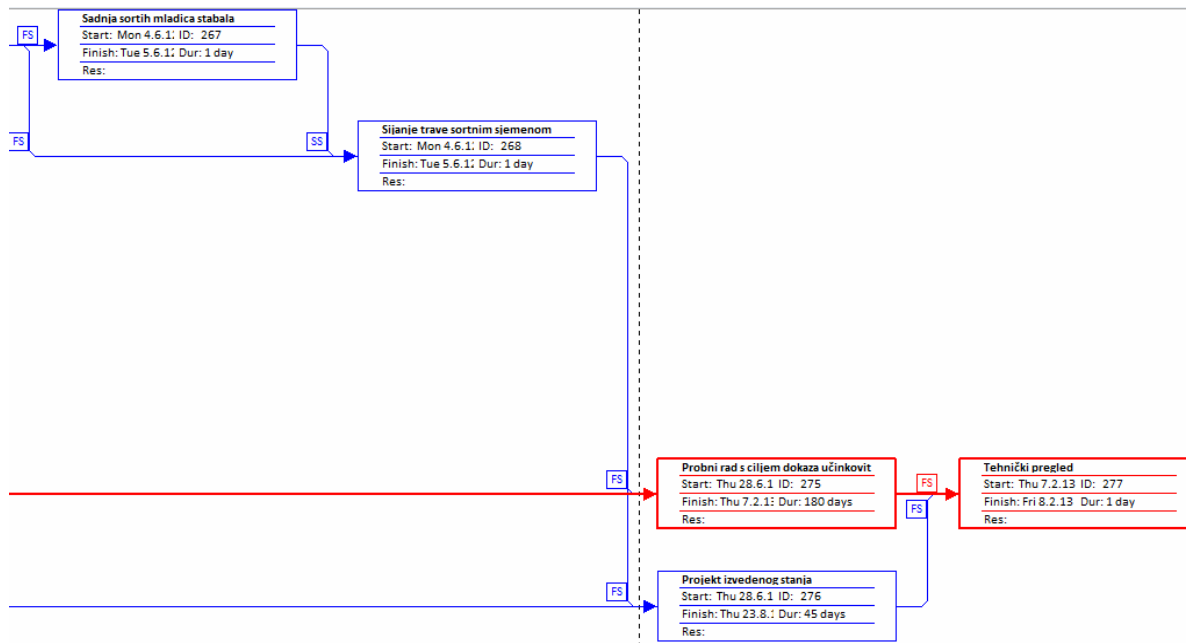 Sadnja sortih mladica stabala
FS
Start: Mon 4.6.1 ID: 267
Finish: Tue 5.6.12 Dur: 1 day
Res:
FS
SS
Sijanje trave sortnim sjemenom
Start: Mon 4.6.1 ID: 268
Finish: Tue 5.6.12 Dur: 1 day
Res:
Probni rad s ciljem dokaza učinkovit
Tehnički pregled
FS
Start: Thu 28.6.1 ID: 275
FS
Start: Thu 7.2.13 ID: 277
Finish: Thu 7.2.13 Dur: 180 days
FS
Finish: Fri 8.2.13 Dur: 1 day
Res:
Res:
Projekt izvedenog stanja
FS
Start: Thu 28.6.1 ID: 276
Finish: Thu 23.8.1 Dur: 45 days
Res: